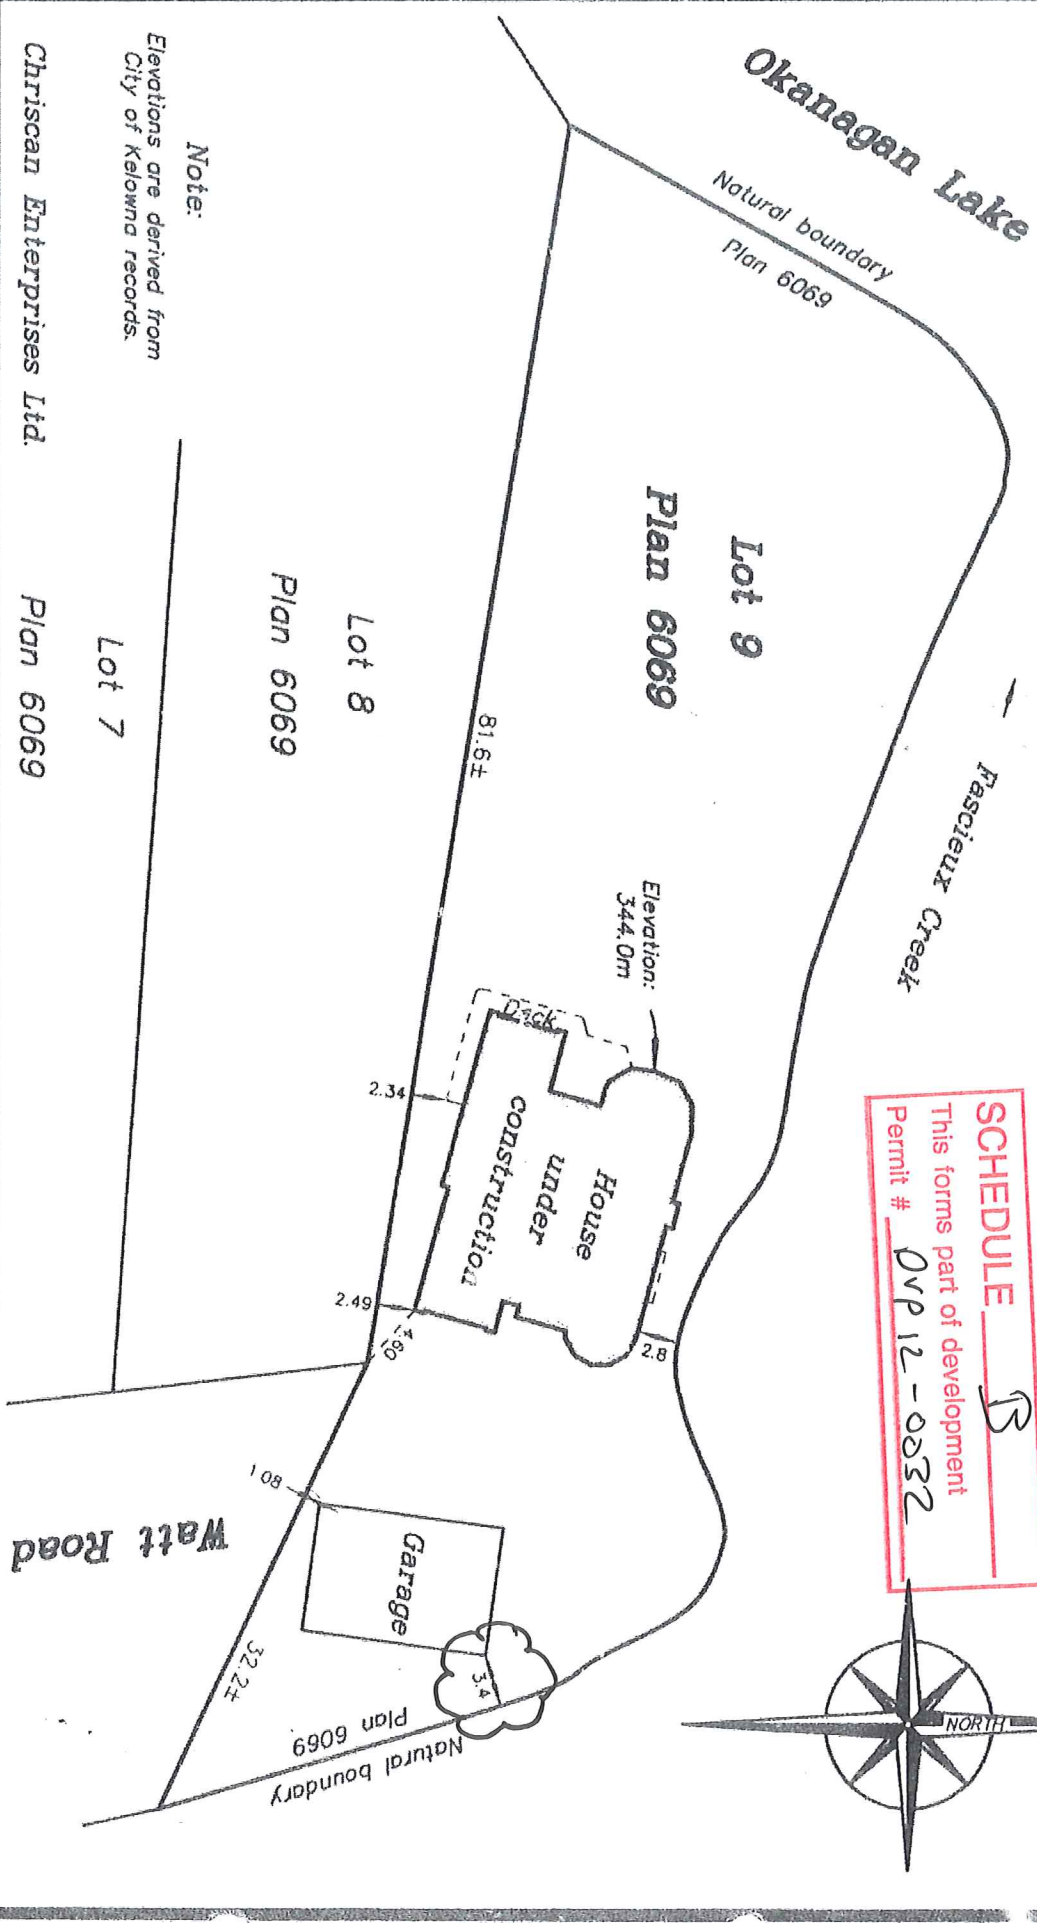 Okanagan Lake
Natural boundary
Plan 6069
Fascieux Creek
SCHEDULE B
This forms part of development
Permit # DVP 12-0032
NORTH
Lot 9
Plan 6069
Elevation:
344.0m
Deck
House
under
construction
81.6±
2.34
2.49
4.60
2.8
Lot 8
Plan 6069
Note:
Elevations are derived from
City of Kelowna records.
Lot 7
Plan 6069
Chriscan Enterprises Ltd.
1.08
Garage
3.4
32.2±
Watt Road
Natural boundary
Plan 6069